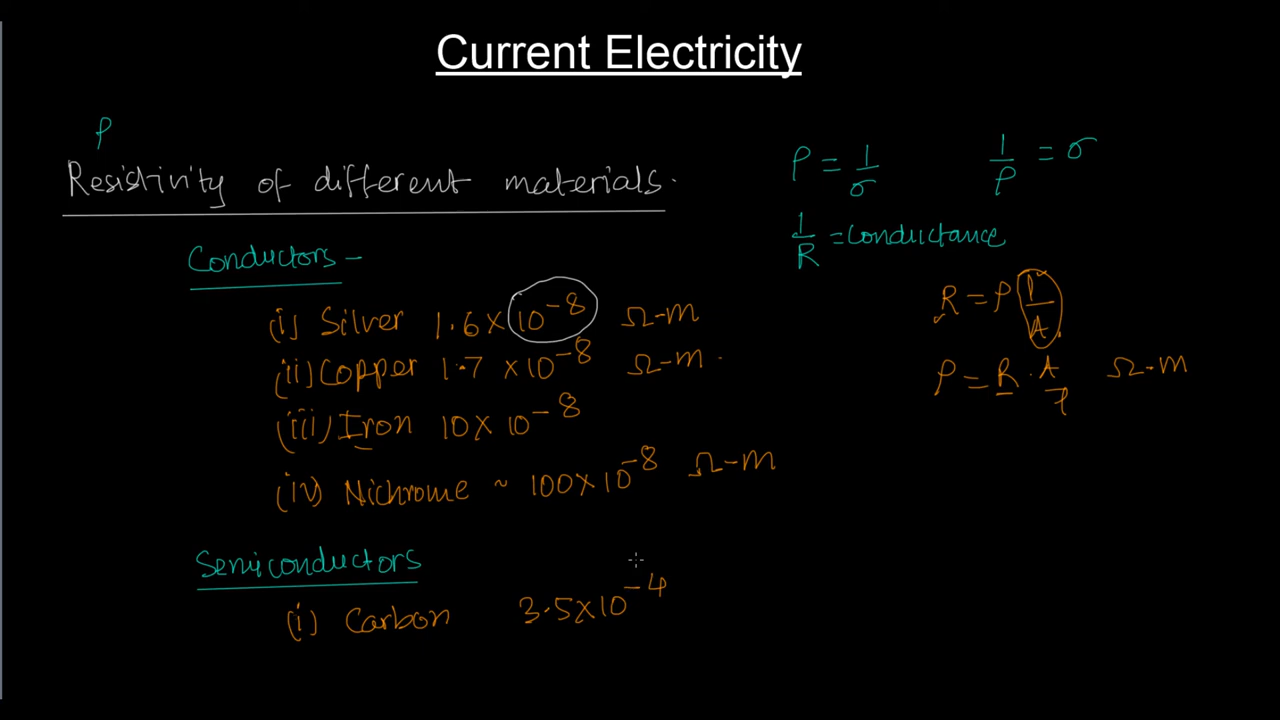 Current Electricity
ρ
Resistivity of different materials.
Conductors -
(i) Silver 1.6 × 10⁻⁸ Ω-m
(ii) Copper 1.7 × 10⁻⁸ Ω-m.
(iii) Iron 10 × 10⁻⁸
(iv) Nichrome ~ 100 × 10⁻⁸ Ω-m
Semiconductors
(i) Carbon 3.5 × 10⁻⁴
ρ = 1/σ 1/ρ = σ
1/R = conductance
R = ρ l/A
ρ = R · A/l Ω-m